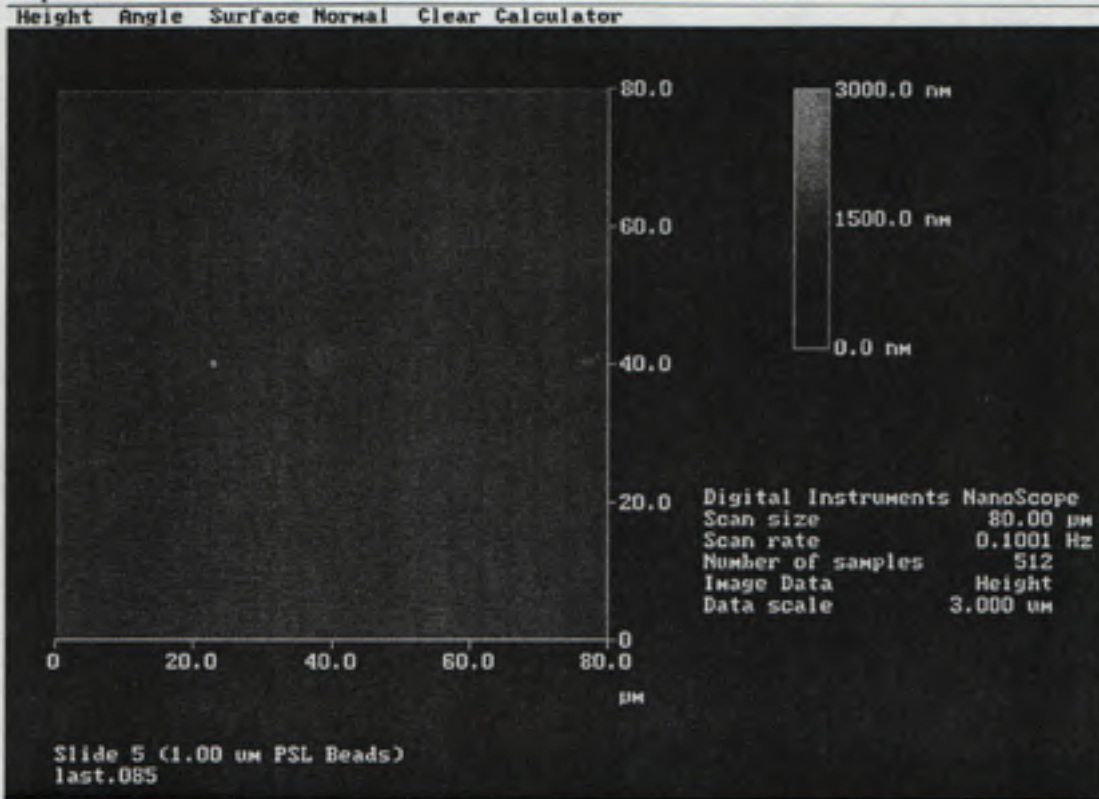 Height Angle Surface Normal Clear Calculator
80.0
60.0
40.0
20.0
0
0 20.0 40.0 60.0 80.0
µM
3000.0 nM
1500.0 nM
0.0 nM
Digital Instruments NanoScope
Scan size 80.00 µM
Scan rate 0.1001 Hz
Number of samples 512
Image Data Height
Data scale 3.000 uM
Slide 5 (1.00 uM PSL Beads)
last.085